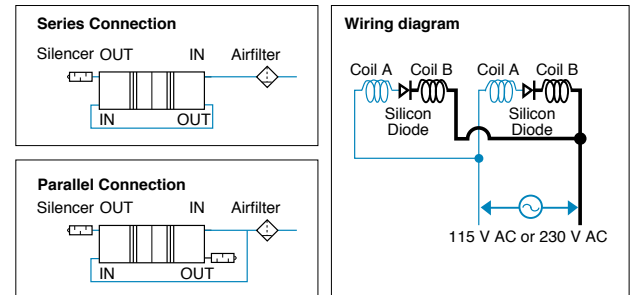 Series Connection
Silencer OUT IN Airfilter
IN OUT
Parallel Connection
Silencer OUT IN Airfilter
IN OUT
Wiring diagram
Coil A Coil B Coil A Coil B
Silicon Diode
Silicon Diode
115 V AC or 230 V AC